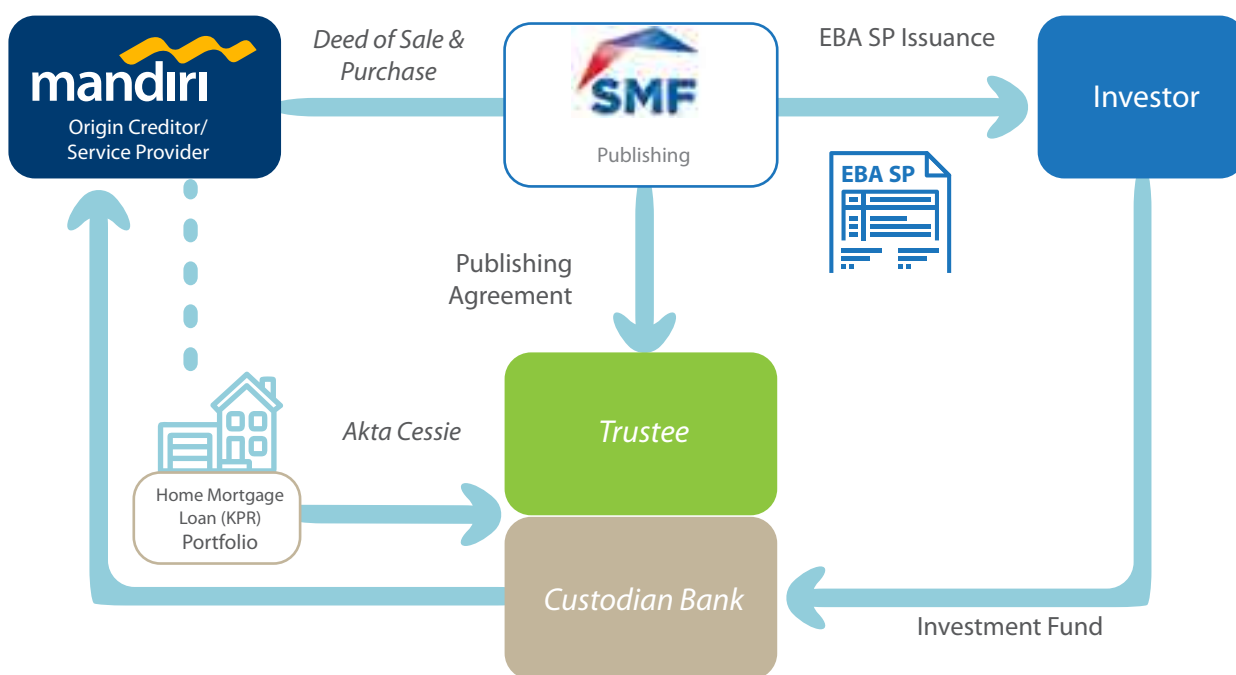 mandiri
Origin Creditor/
Service Provider
Deed of Sale &
Purchase
SMF
Publishing
EBA SP Issuance
Investor
EBA SP
Publishing
Agreement
Trustee
Akta Cessie
Home Mortgage
Loan (KPR)
Portfolio
Custodian Bank
Investment Fund